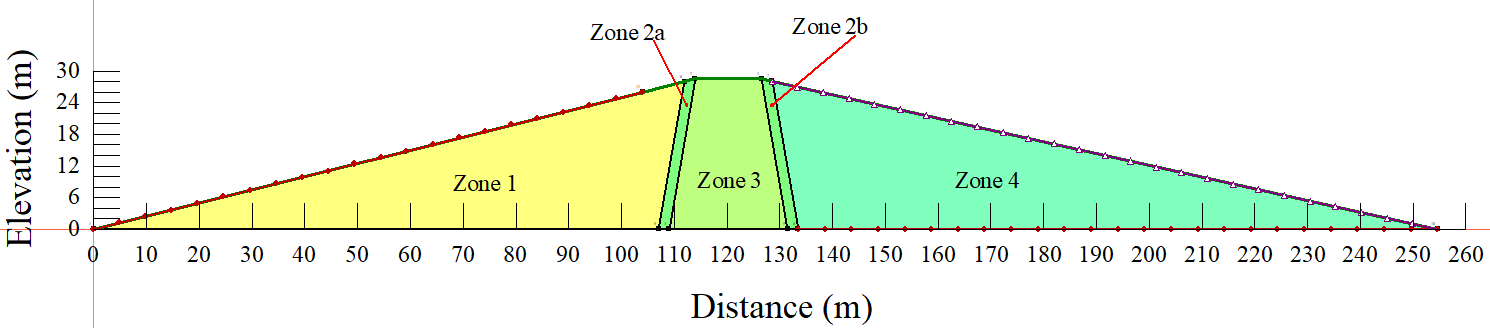 Zone 2a
Zone 2b
Elevation (m)
30
24
18
12
6
0
Zone 1
Zone 3
Zone 4
0 10 20 30 40 50 60 70 80 90 100 110 120 130 140 150 160 170 180 190 200 210 220 230 240 250 260
Distance (m)